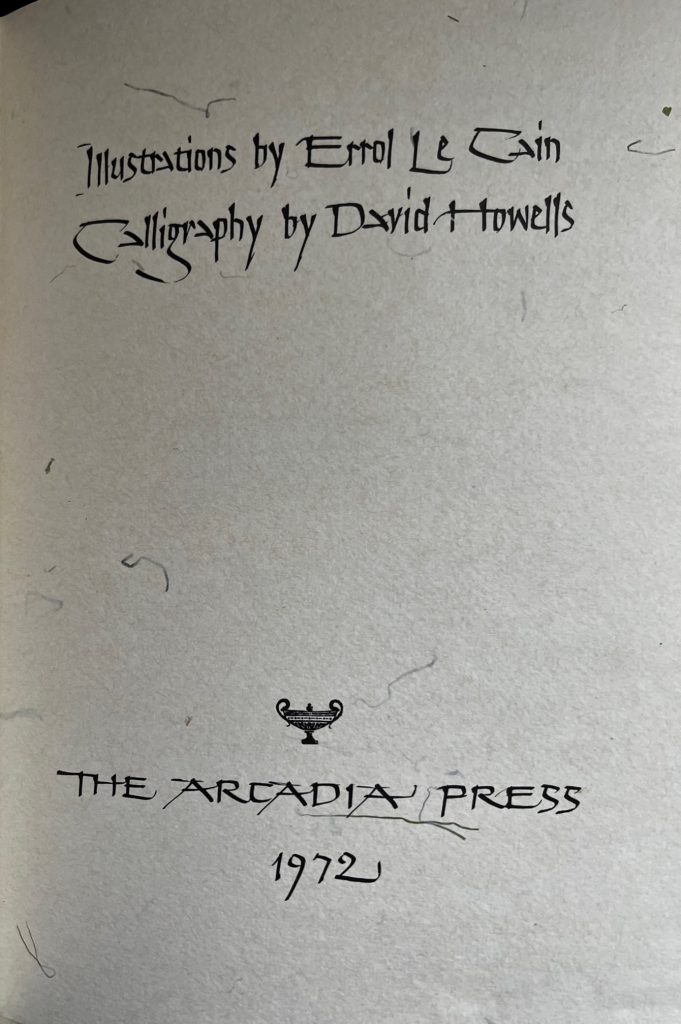 Illustrations by Errol Le Cain
Calligraphy by David Howells
THE ARCADIA PRESS
1972